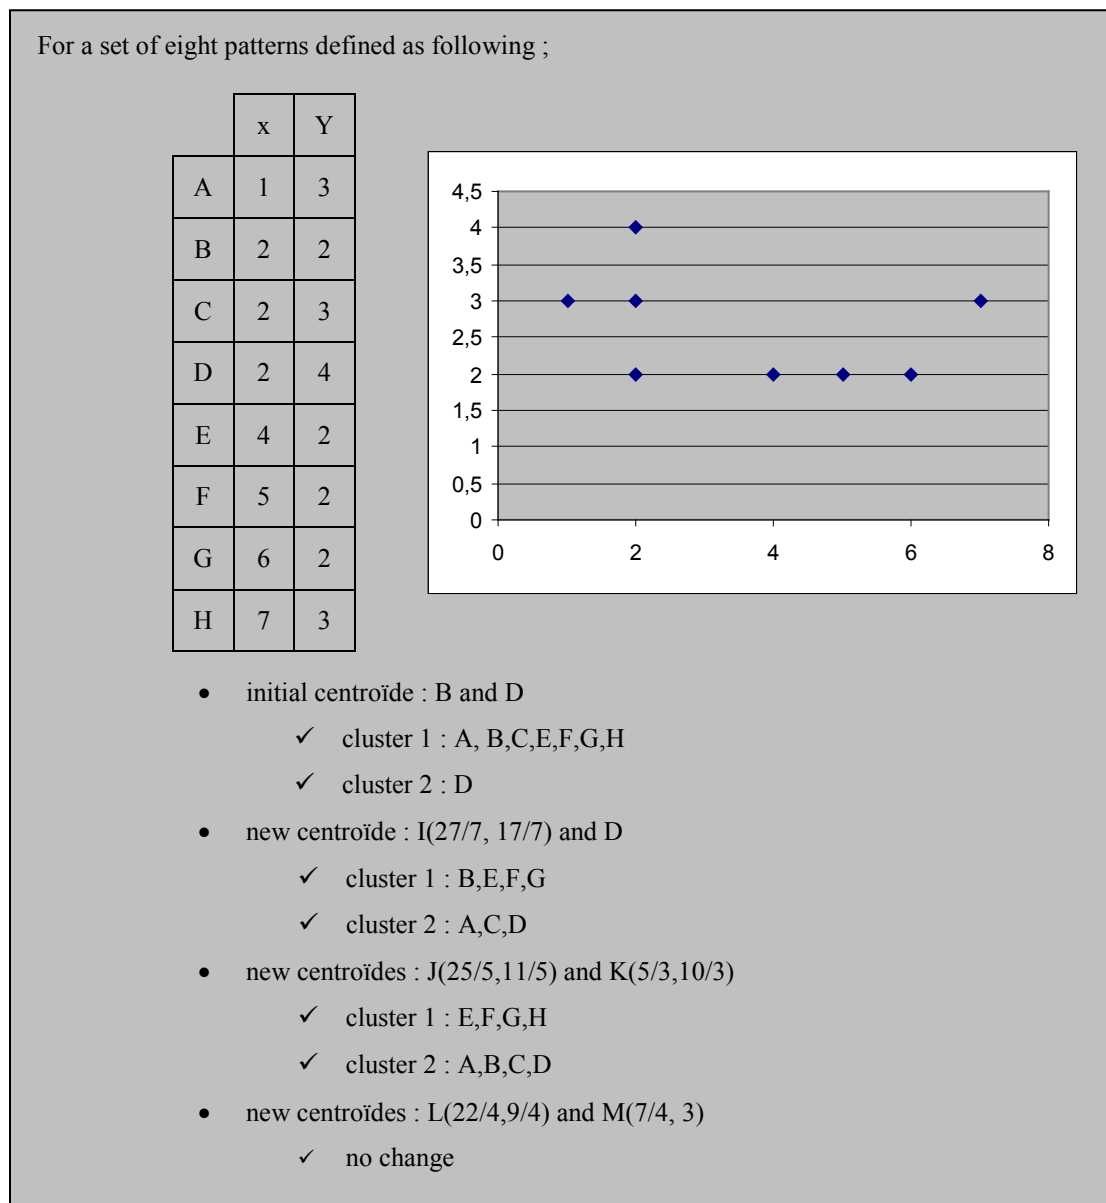 For a set of eight patterns defined as following ;
x Y
A 1 3
B 2 2
C 2 3
D 2 4
E 4 2
F 5 2
G 6 2
H 7 3
4,5
4
3,5
3
2,5
2
1,5
1
0,5
0
0 2 4 6 8
• initial centroïde : B and D
✓ cluster 1 : A, B,C,E,F,G,H
✓ cluster 2 : D
• new centroïde : I(27/7, 17/7) and D
✓ cluster 1 : B,E,F,G
✓ cluster 2 : A,C,D
• new centroïdes : J(25/5,11/5) and K(5/3,10/3)
✓ cluster 1 : E,F,G,H
✓ cluster 2 : A,B,C,D
• new centroïdes : L(22/4,9/4) and M(7/4, 3)
✓ no change